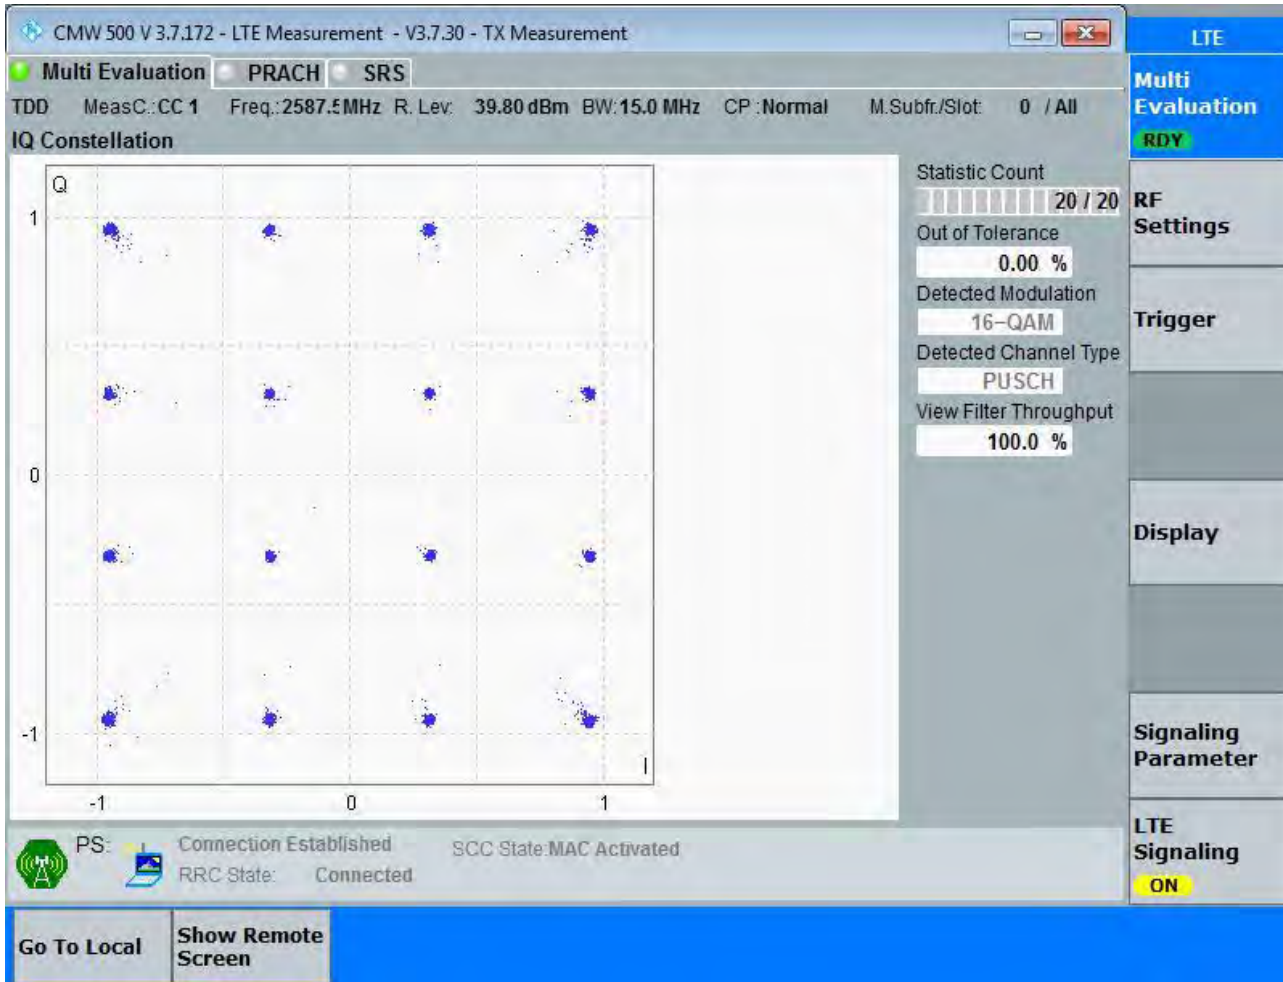 CMW 500 V 3.7.172 - LTE Measurement - V3.7.30 - TX Measurement
LTE
Multi Evaluation PRACH SRS
TDD MeasC.:CC 1 Freq.:2587.5 MHz R. Lev: 39.80 dBm BW:15.0 MHz CP :Normal M.Subfr./Slot: 0 / All
IQ Constellation
Q
1
0
-1
I
-1 0 1
Statistic Count
20 / 20
Out of Tolerance
0.00 %
Detected Modulation
16-QAM
Detected Channel Type
PUSCH
View Filter Throughput
100.0 %
Multi
Evaluation
RDY
RF
Settings
Trigger
Display
Signaling
Parameter
LTE
Signaling
ON
PS: Connection Established SCC State:MAC Activated
RRC State: Connected
Go To Local
Show Remote
Screen